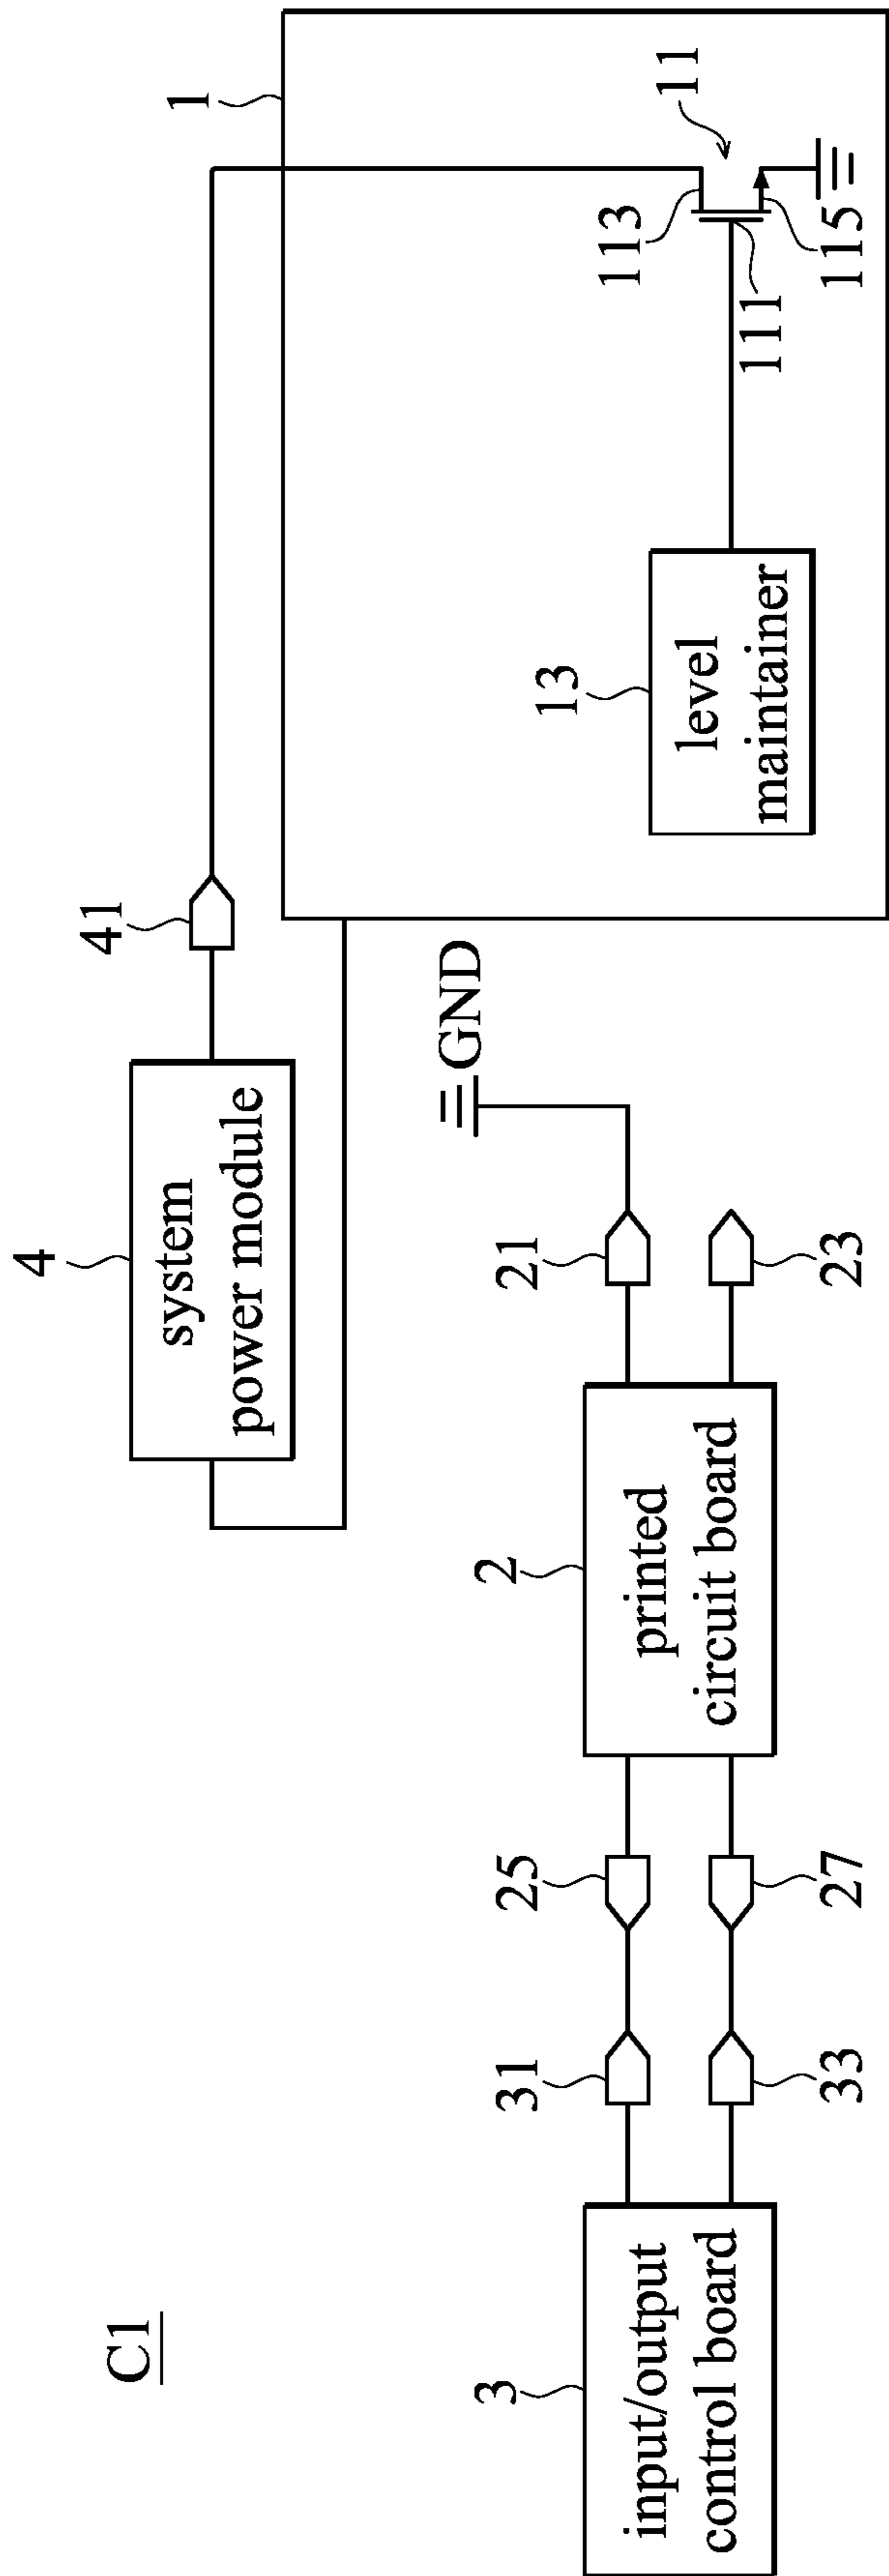 C1
4
system
power module
41
1
GND
13
level
maintainer
113
11
111
115
3
input/output
control board
31
33
25
27
2
printed
circuit board
21
23